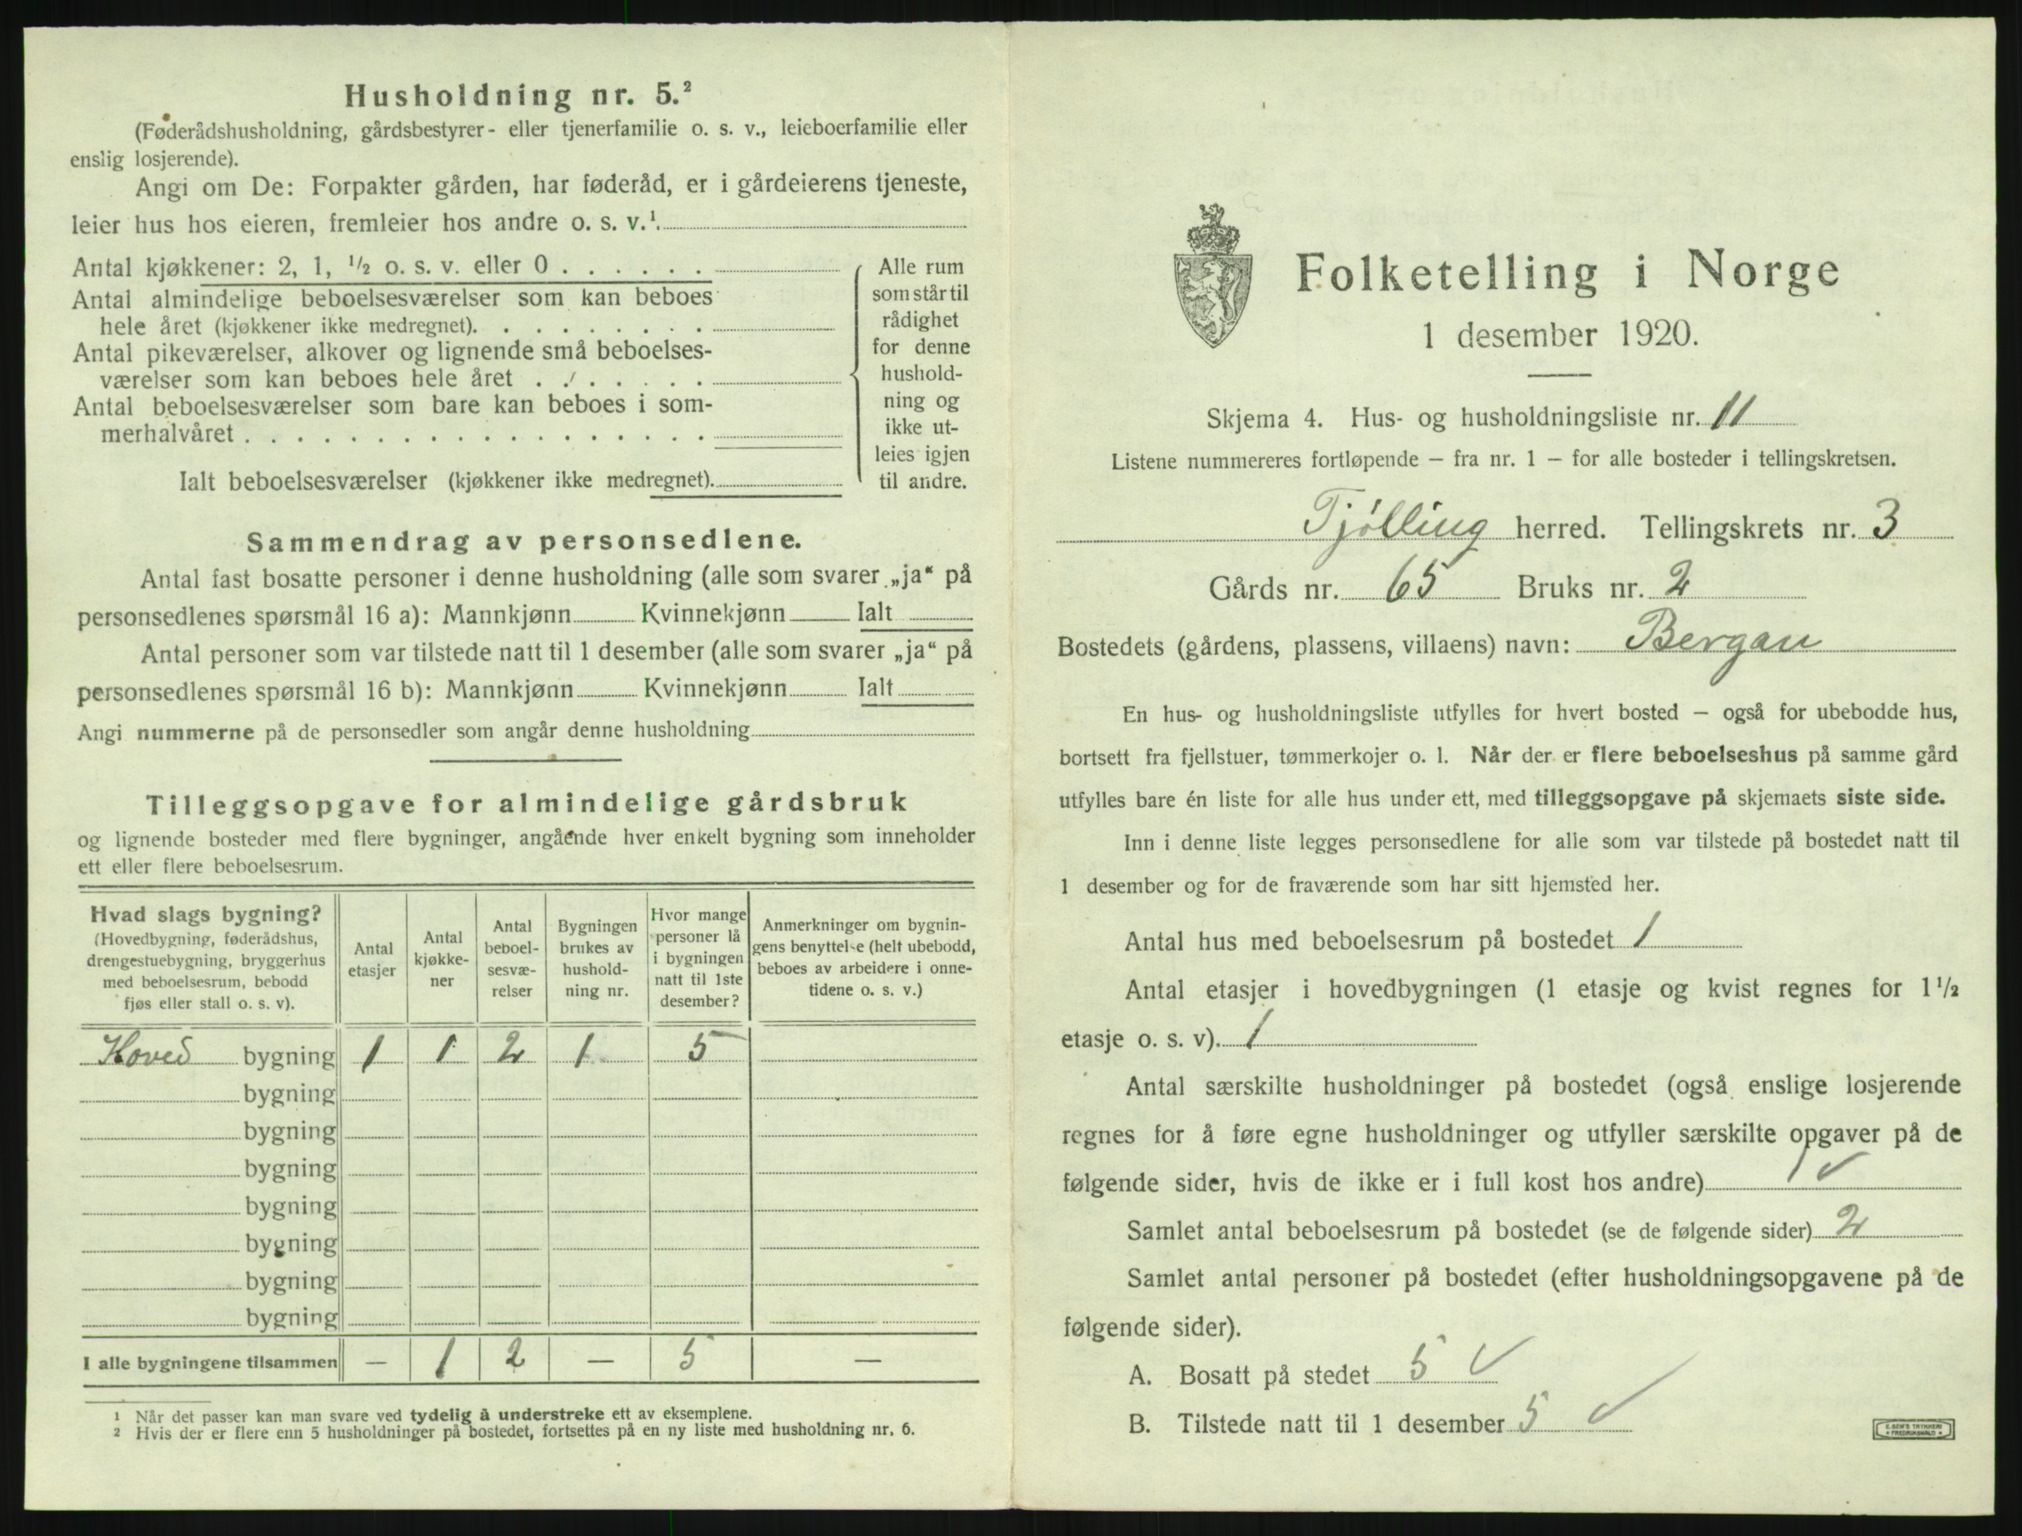 Husholdning nr. 5.²
(Føderådshusholdning, gårdsbestyrer- eller tjenerfamilie o. s. v., leieboerfamilie eller
enslig losjerende).
Angi om De: Forpakter gården, har føderåd, er i gårdeierens tjeneste,
leier hus hos eieren, fremleier hos andre o. s. v.¹.
Antal kjøkkener: 2, 1, ½ o. s. v. eller 0 . . . . . .
Antal almindelige beboelsesværelser som kan beboes
hele året (kjøkkener ikke medregnet). . . . . . . . .
Antal pikeværelser, alkover og lignende små beboelses-
værelser som kan beboes hele året . . . . . . .
Antal beboelsesværelser som bare kan beboes i som-
merhalvåret . . . . . . . . . . . . . . . . . .
Ialt beboelsesværelser (kjøkkener ikke medregnet).
Alle rum
som står til
rådighet
for denne
hushold-
ning og
ikke ut-
leies igjen
til andre.
Sammendrag av personsedlene.
Antal fast bosatte personer i denne husholdning (alle som svarer „ja“ på
personsedlenes spørsmål 16 a): Mannkjønn Kvinnekjønn Ialt
Antal personer som var tilstede natt til 1 desember (alle som svarer „ja“ på
personsedlenes spørsmål 16 b): Mannkjønn Kvinnekjønn Ialt
Angi nummerne på de personsedler som angår denne husholdning
Tilleggsopgave for almindelige gårdsbruk
og lignende bosteder med flere bygninger, angående hver enkelt bygning som inneholder
ett eller flere beboelsesrum.
Hvad slags bygning?
(Hovedbygning, føderådshus,
drengestuebygning, bryggerhus
med beboelsesrum, bebodd
fjøs eller stall o. s. v).
Antal
etasjer
Antal
kjøkke-
ner
Antal
beboel-
sesvæ-
relser
Bygningen
brukes av
hushold-
ning nr.
Hvor mange
personer lå
i bygningen
natt til 1ste
desember?
Anmerkninger om bygnin-
gens benyttelse (helt ubebodd,
beboes av arbeidere i onne-
tidene o. s. v.)
Hoved bygning 1 1 2 1 5
bygning
bygning
bygning
bygning
bygning
bygning
bygning
I alle bygningene tilsammen — 1 2 — 5 —
¹ Når det passer kan man svare ved tydelig å understreke ett av eksemplene.
² Hvis der er flere enn 5 husholdninger på bostedet, fortsettes på en ny liste med husholdning nr. 6.
Folketelling i Norge
1 desember 1920.
Skjema 4. Hus- og husholdningsliste nr. 11
Listene nummereres fortløpende – fra nr. 1 – for alle bosteder i tellingskretsen.
Tjølling herred. Tellingskrets nr. 3
Gårds nr. 65 Bruks nr. 2
Bostedets (gårdens, plassens, villaens) navn: Bergan
En hus- og husholdningsliste utfylles for hvert bosted – også for ubebodde hus,
bortsett fra fjellstuer, tømmerkojer o. l. Når der er flere beboelseshus på samme gård
utfylles bare én liste for alle hus under ett, med tilleggsopgave på skjemaets siste side.
Inn i denne liste legges personsedlene for alle som var tilstede på bostedet natt til
1 desember og for de fraværende som har sitt hjemsted her.
Antal hus med beboelsesrum på bostedet 1
Antal etasjer i hovedbygningen (1 etasje og kvist regnes for 1½
etasje o. s. v). 1
Antal særskilte husholdninger på bostedet (også enslige losjerende
regnes for å føre egne husholdninger og utfyller særskilte opgaver på de
følgende sider, hvis de ikke er i full kost hos andre) 1 ✓
Samlet antal beboelsesrum på bostedet (se de følgende sider) 2
Samlet antal personer på bostedet (efter husholdningsopgavene på de
følgende sider).
A. Bosatt på stedet 5 ✓
B. Tilstede natt til 1 desember 5 ✓